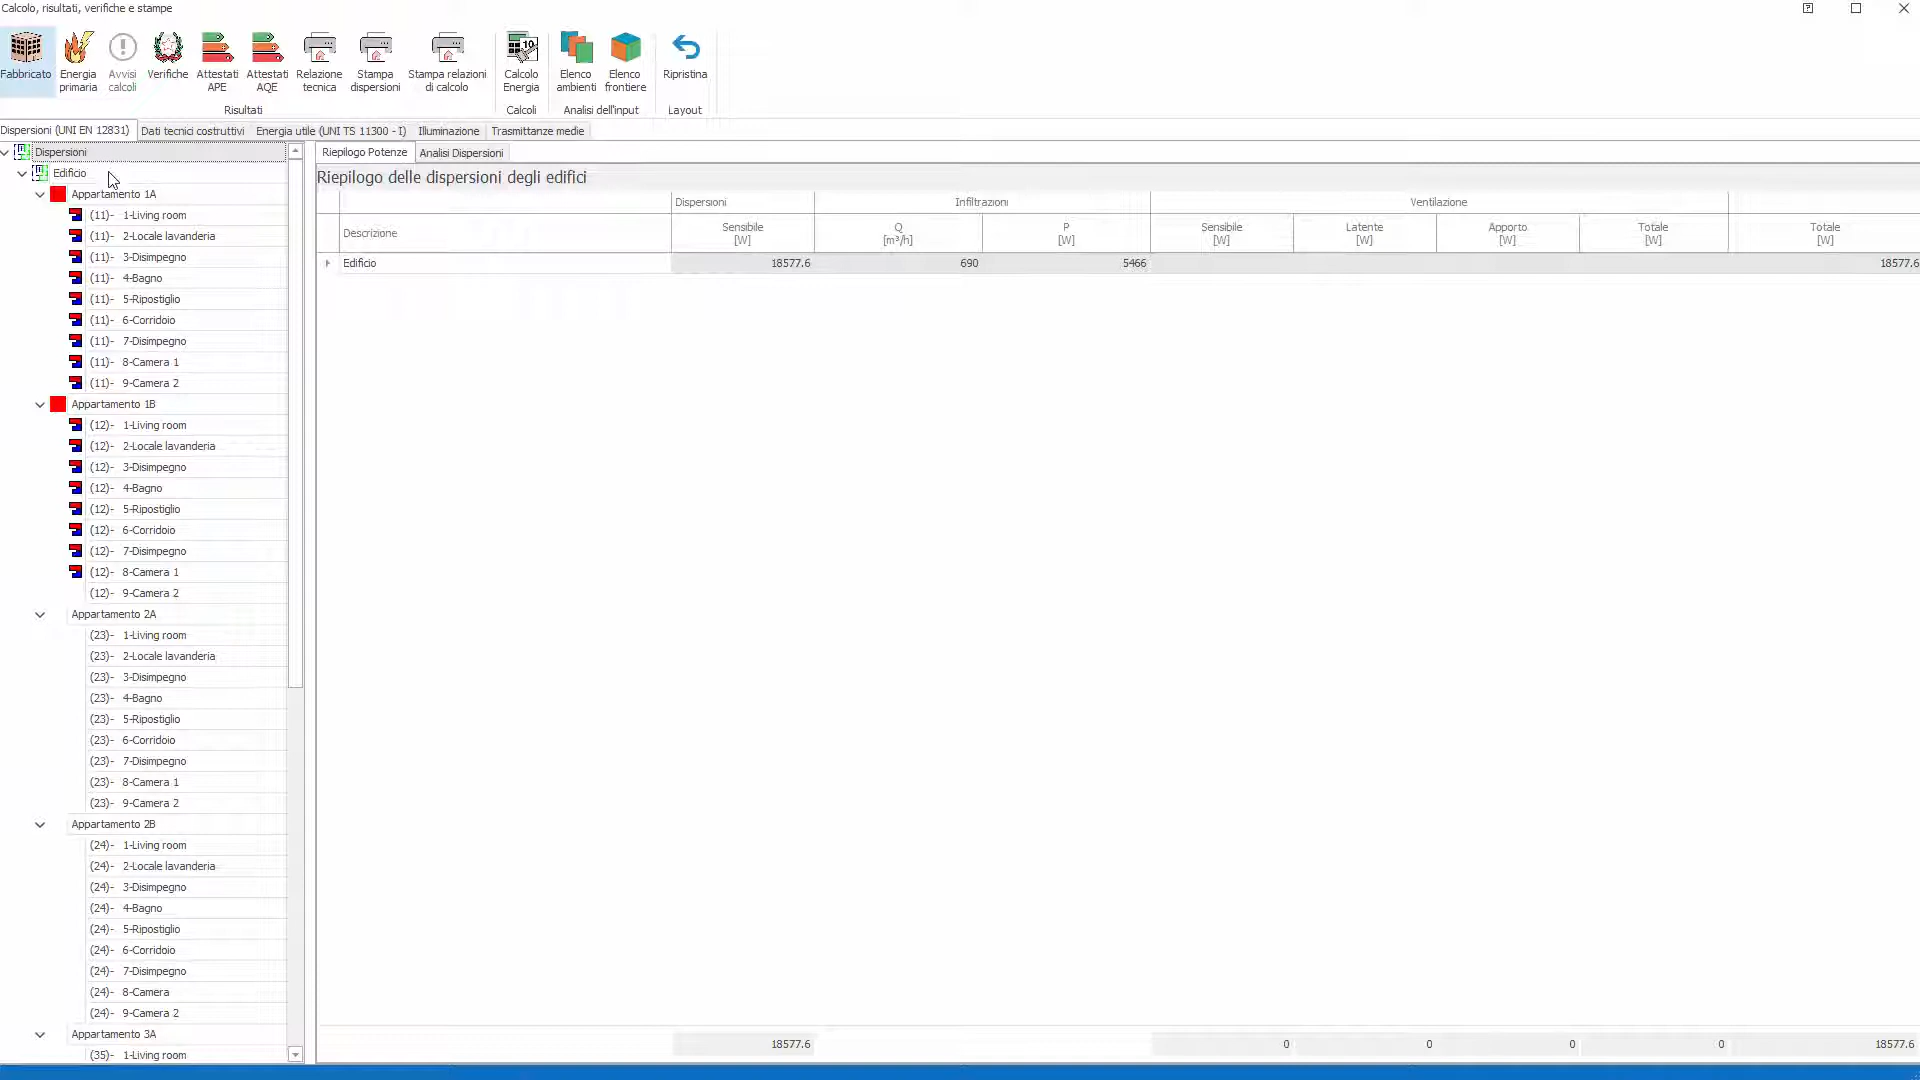 Calcolo, risultati, verifiche e stampe
Fabbricato
Energia primaria
Avvisi calcoli
Verifiche
Attestati APE
Attestati AQE
Relazione tecnica
Stampa dispersioni
Stampa relazioni di calcolo
Calcolo Energia
Elenco ambienti
Elenco frontiere
Ripristina
Risultati
Calcoli
Analisi dell'input
Layout
Dispersioni (UNI EN 12831)
Dati tecnici costruttivi
Energia utile (UNI TS 11300 - I)
Illuminazione
Trasmittanze medie
Dispersioni
Edificio
Appartamento 1A
(11)- 1-Living room
(11)- 2-Locale lavanderia
(11)- 3-Disimpegno
(11)- 4-Bagno
(11)- 5-Ripostiglio
(11)- 6-Corridoio
(11)- 7-Disimpegno
(11)- 8-Camera 1
(11)- 9-Camera 2
Appartamento 1B
(12)- 1-Living room
(12)- 2-Locale lavanderia
(12)- 3-Disimpegno
(12)- 4-Bagno
(12)- 5-Ripostiglio
(12)- 6-Corridoio
(12)- 7-Disimpegno
(12)- 8-Camera 1
(12)- 9-Camera 2
Appartamento 2A
(23)- 1-Living room
(23)- 2-Locale lavanderia
(23)- 3-Disimpegno
(23)- 4-Bagno
(23)- 5-Ripostiglio
(23)- 6-Corridoio
(23)- 7-Disimpegno
(23)- 8-Camera 1
(23)- 9-Camera 2
Appartamento 2B
(24)- 1-Living room
(24)- 2-Locale lavanderia
(24)- 3-Disimpegno
(24)- 4-Bagno
(24)- 5-Ripostiglio
(24)- 6-Corridoio
(24)- 7-Disimpegno
(24)- 8-Camera
(24)- 9-Camera 2
Appartamento 3A
(35)- 1-Living room
Riepilogo Potenze
Analisi Dispersioni
Riepilogo delle dispersioni degli edifici
Dispersioni Infiltrazioni Ventilazione
Descrizione
Sensibile [W]
Q [m³/h]
P [W]
Sensibile [W]
Latente [W]
Apporto [W]
Totale [W]
Totale [W]
Edificio 18577.6 690 5466 18577.6
18577.6 0 0 0 0 18577.6